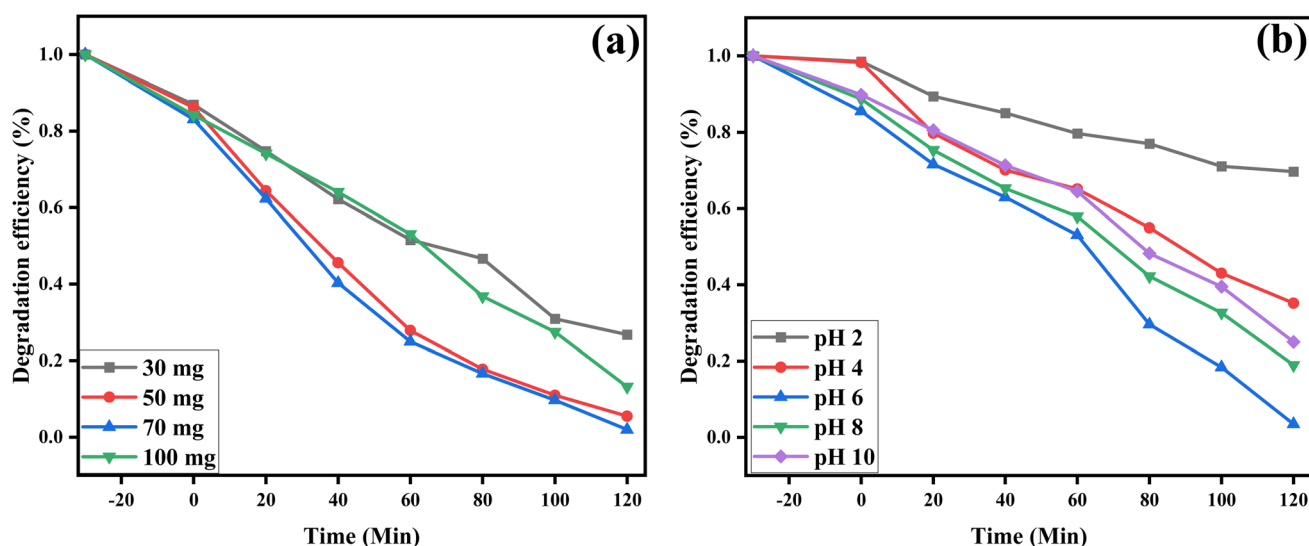 (a)
Degradation efficiency (%)
1.0
0.8
0.6
0.4
0.2
0.0
30 mg
50 mg
70 mg
100 mg
-20 0 20 40 60 80 100 120
Time (Min)
(b)
Degradation efficiency (%)
1.0
0.8
0.6
0.4
0.2
0.0
pH 2
pH 4
pH 6
pH 8
pH 10
-20 0 20 40 60 80 100 120
Time (Min)